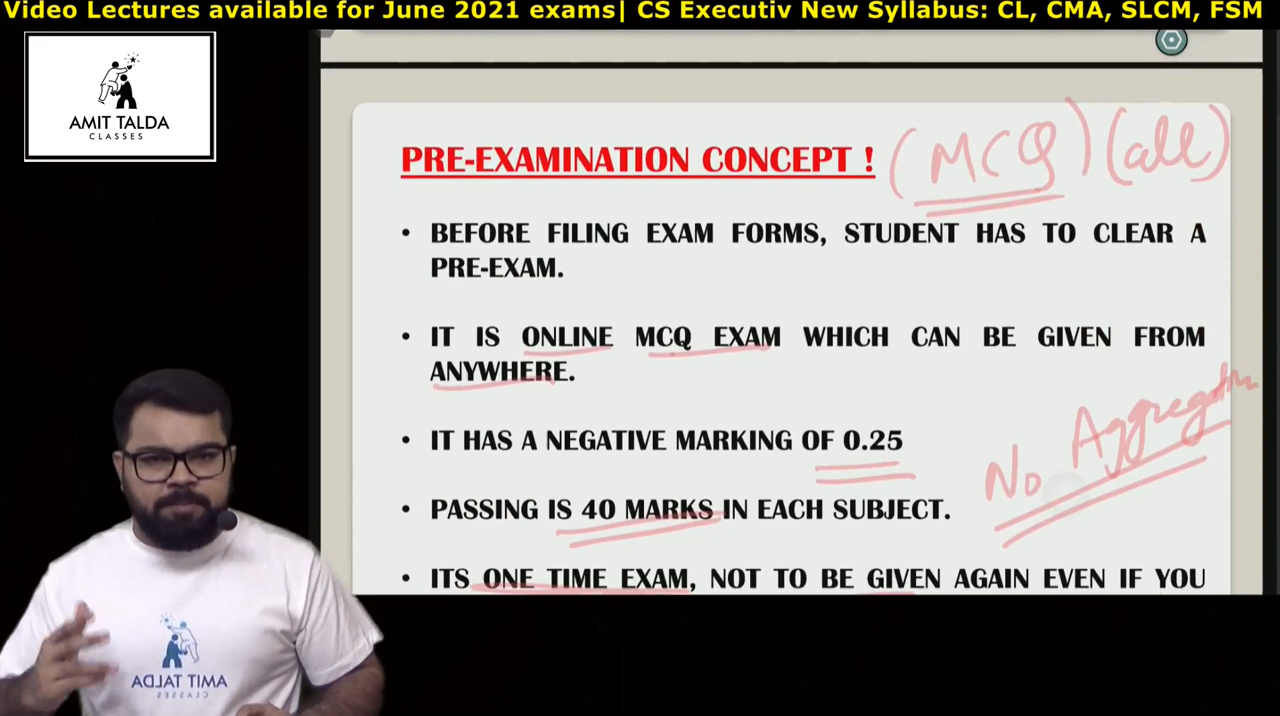 Video Lectures available for June 2021 exams| CS Executiv New Syllabus: CL, CMA, SLCM, FSM
AMIT TALDA
CLASSES
PRE-EXAMINATION CONCEPT ! (MCQ) (all)
• BEFORE FILING EXAM FORMS, STUDENT HAS TO CLEAR A
PRE-EXAM.
• IT IS ONLINE MCQ EXAM WHICH CAN BE GIVEN FROM
ANYWHERE.
• IT HAS A NEGATIVE MARKING OF 0.25
No
• PASSING IS 40 MARKS IN EACH SUBJECT.
• ITS ONE TIME EXAM, NOT TO BE GIVEN AGAIN EVEN IF YOU
AMIT TALDA
CLASSES